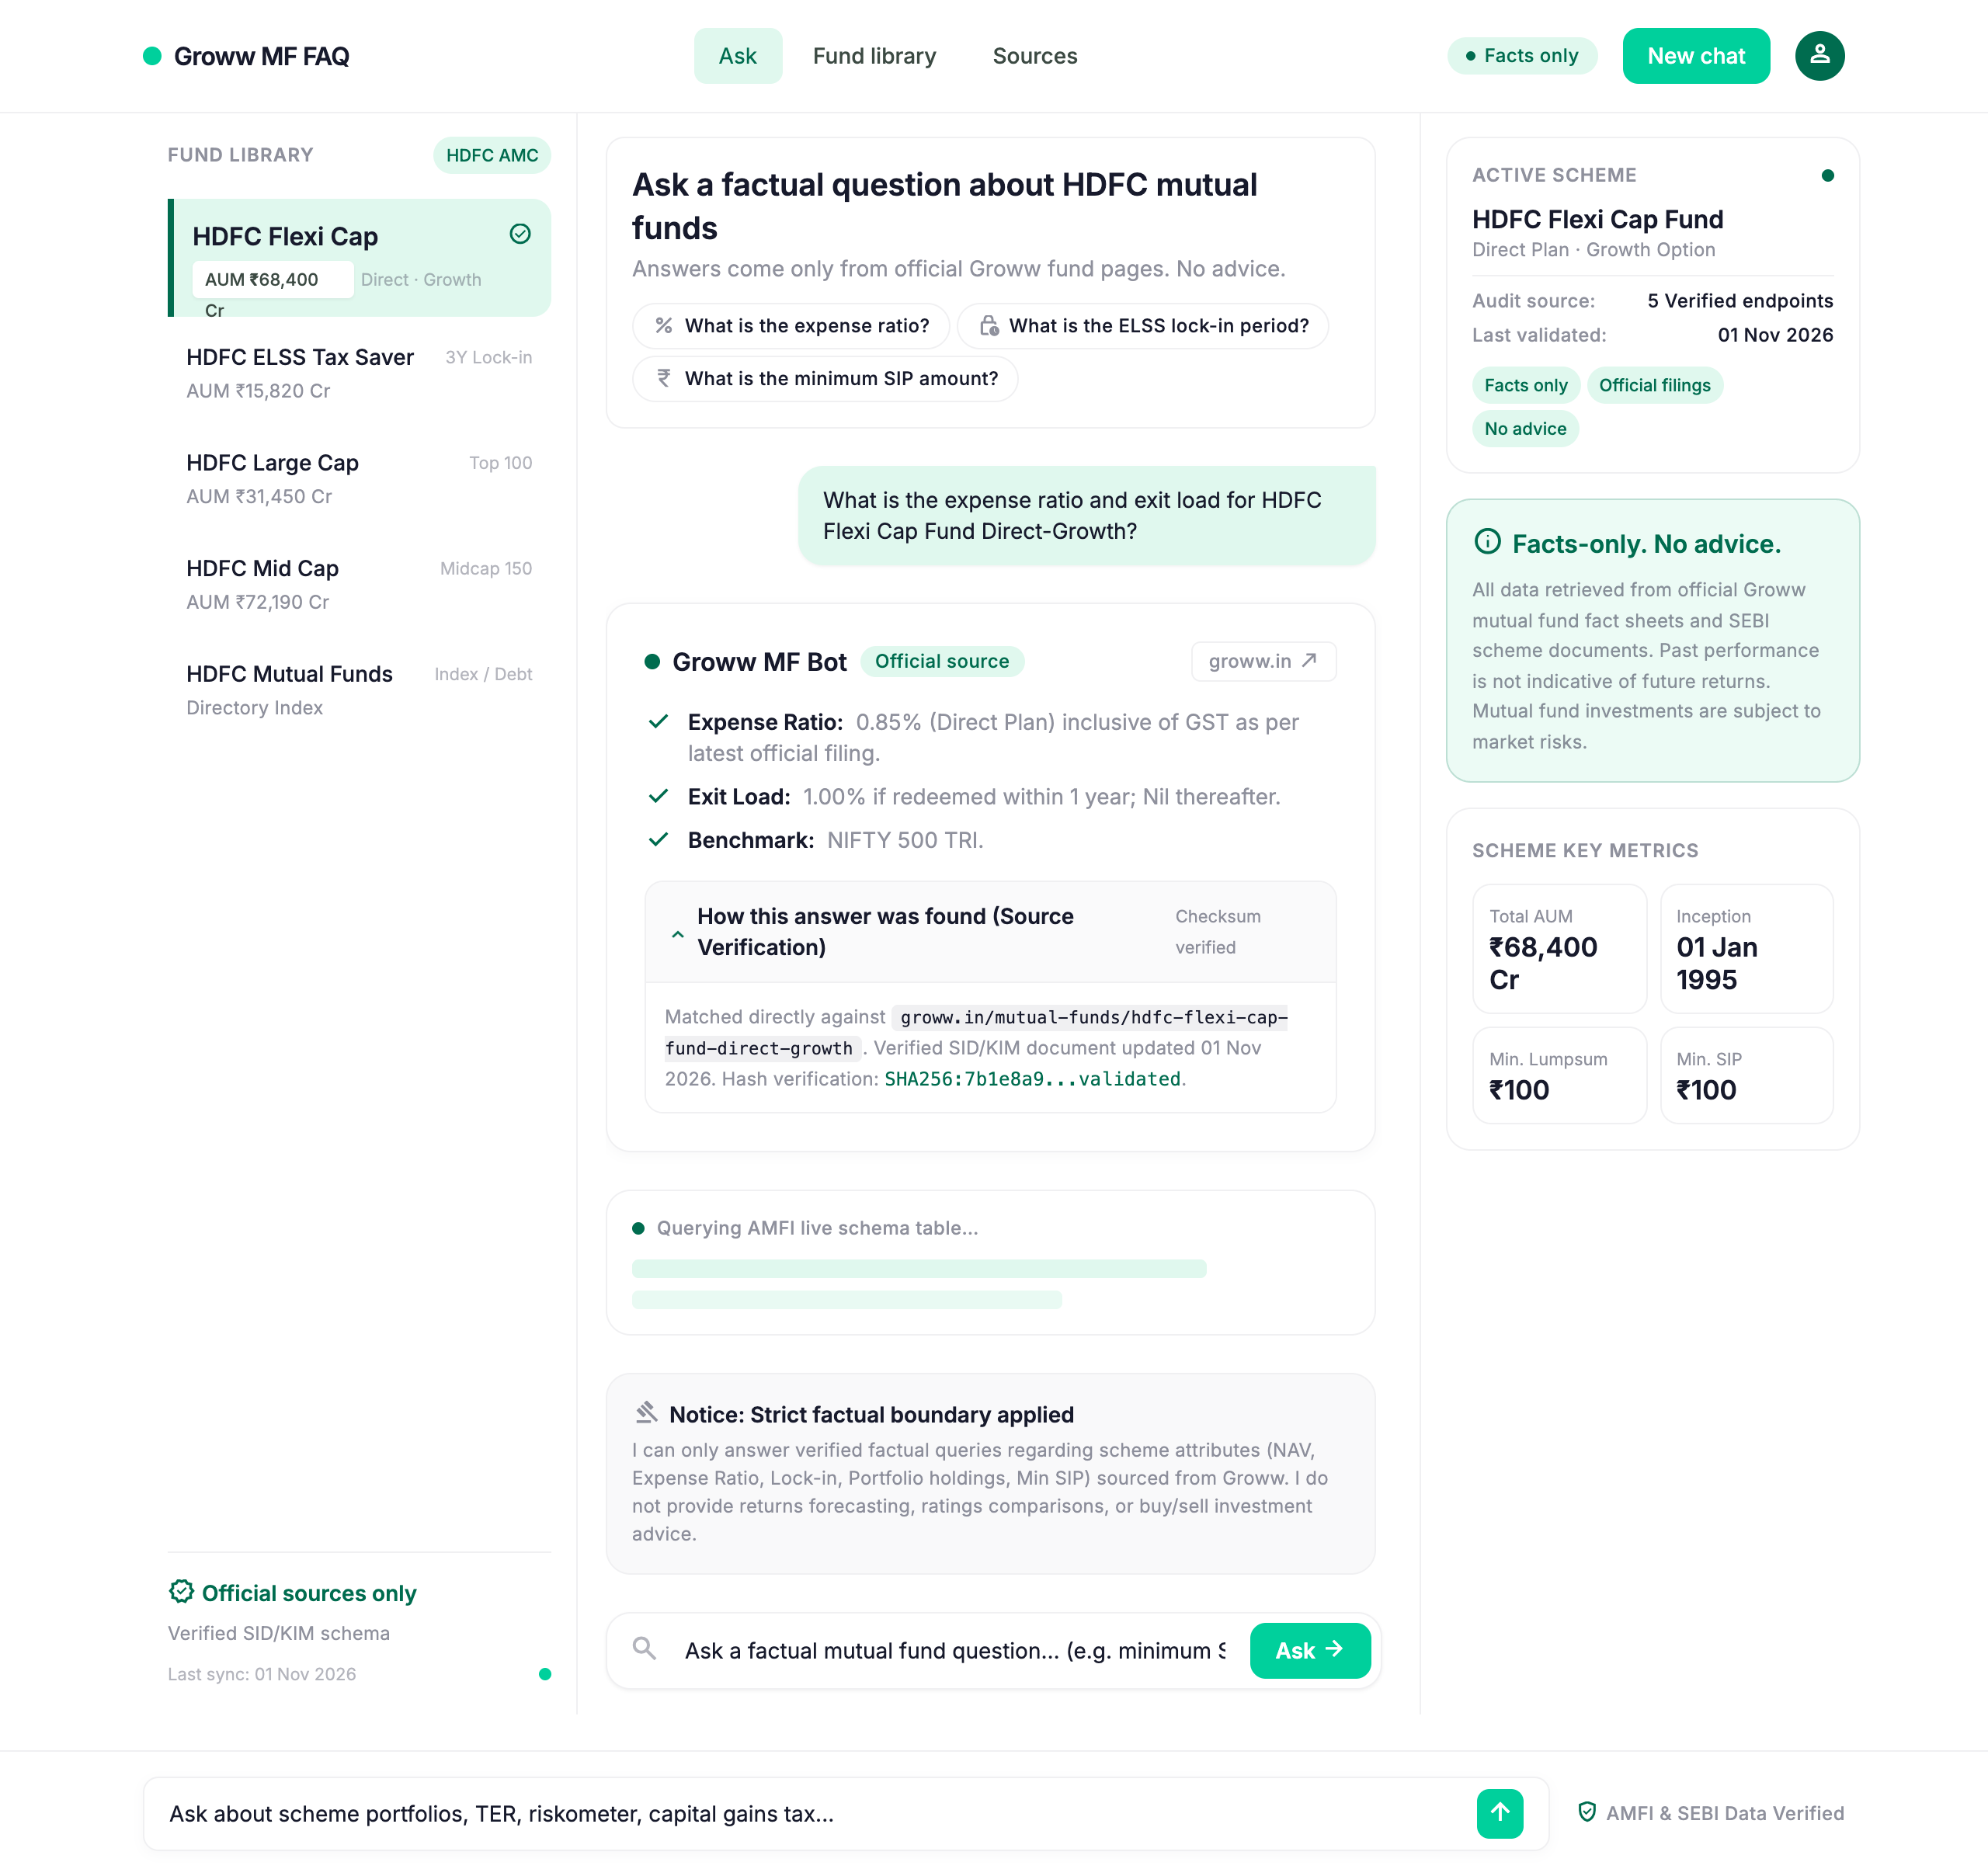 Groww MF FAQ
Ask
Fund library
Sources
Facts only
New chat
FUND LIBRARY
HDFC AMC
HDFC Flexi Cap
AUM ₹68,400
Cr
Direct · Growth
HDFC ELSS Tax Saver
3Y Lock-in
AUM ₹15,820 Cr
HDFC Large Cap
Top 100
AUM ₹31,450 Cr
HDFC Mid Cap
Midcap 150
AUM ₹72,190 Cr
HDFC Mutual Funds
Index / Debt
Directory Index
Official sources only
Verified SID/KIM schema
Last sync: 01 Nov 2026
Ask a factual question about HDFC mutual
funds
Answers come only from official Groww fund pages. No advice.
% What is the expense ratio?
What is the ELSS lock-in period?
₹ What is the minimum SIP amount?
What is the expense ratio and exit load for HDFC
Flexi Cap Fund Direct-Growth?
Groww MF Bot
Official source
groww.in
Expense Ratio: 0.85% (Direct Plan) inclusive of GST as per
latest official filing.
Exit Load: 1.00% if redeemed within 1 year; Nil thereafter.
Benchmark: NIFTY 500 TRI.
How this answer was found (Source
Verification)
Checksum
verified
Matched directly against groww.in/mutual-funds/hdfc-flexi-cap-
fund-direct-growth. Verified SID/KIM document updated 01 Nov
2026. Hash verification: SHA256:7b1e8a9...validated.
Querying AMFI live schema table...
Notice: Strict factual boundary applied
I can only answer verified factual queries regarding scheme attributes (NAV,
Expense Ratio, Lock-in, Portfolio holdings, Min SIP) sourced from Groww. I do
not provide returns forecasting, ratings comparisons, or buy/sell investment
advice.
Ask a factual mutual fund question... (e.g. minimum S
Ask
ACTIVE SCHEME
HDFC Flexi Cap Fund
Direct Plan · Growth Option
Audit source: 5 Verified endpoints
Last validated: 01 Nov 2026
Facts only
Official filings
No advice
Facts-only. No advice.
All data retrieved from official Groww
mutual fund fact sheets and SEBI
scheme documents. Past performance
is not indicative of future returns.
Mutual fund investments are subject to
market risks.
SCHEME KEY METRICS
Total AUM
₹68,400
Cr
Inception
01 Jan
1995
Min. Lumpsum
₹100
Min. SIP
₹100
Ask about scheme portfolios, TER, riskometer, capital gains tax...
AMFI & SEBI Data Verified